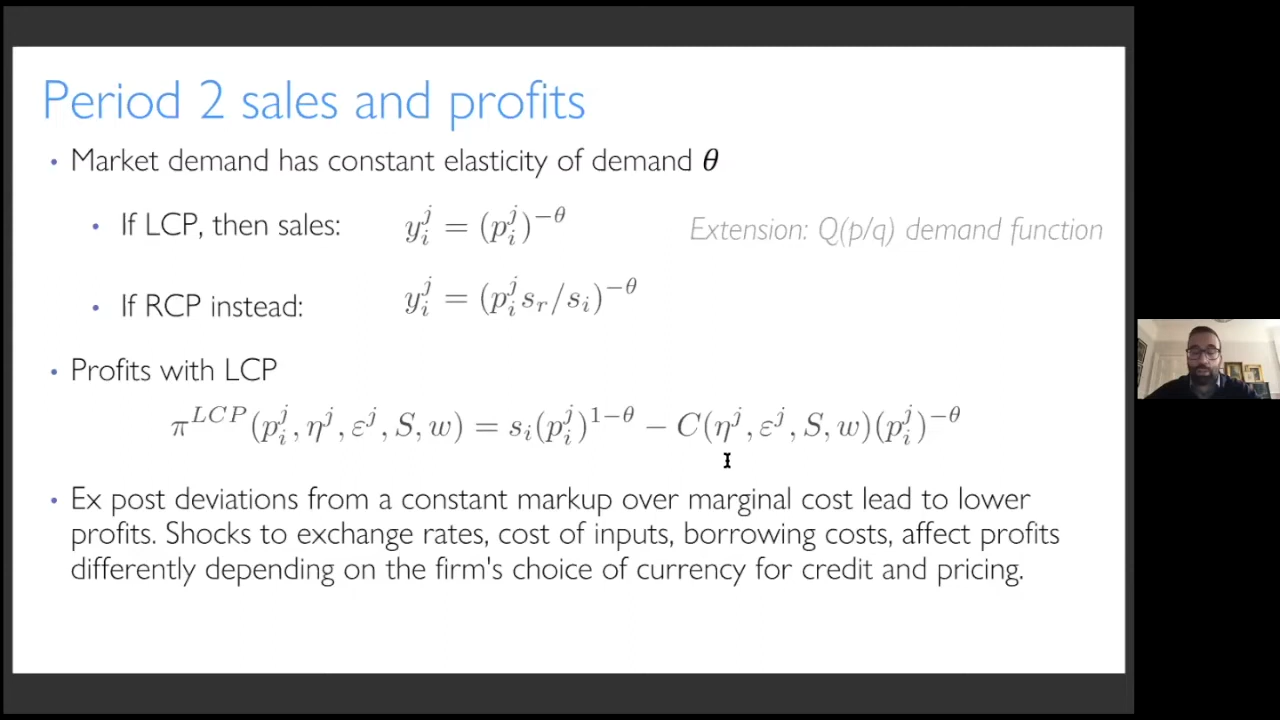 Period 2 sales and profits
• Market demand has constant elasticity of demand θ
• If LCP, then sales: y_i^j = (p_i^j)^{-θ} Extension: Q(p/q) demand function
• If RCP instead: y_i^j = (p_i^j s_r/s_i)^{-θ}
• Profits with LCP
π^{LCP}(p_i^j, η^j, ε^j, S, w) = s_i(p_i^j)^{1-θ} − C(η^j, ε^j, S, w)(p_i^j)^{-θ}
• Ex post deviations from a constant markup over marginal cost lead to lower
profits. Shocks to exchange rates, cost of inputs, borrowing costs, affect profits
differently depending on the firm's choice of currency for credit and pricing.